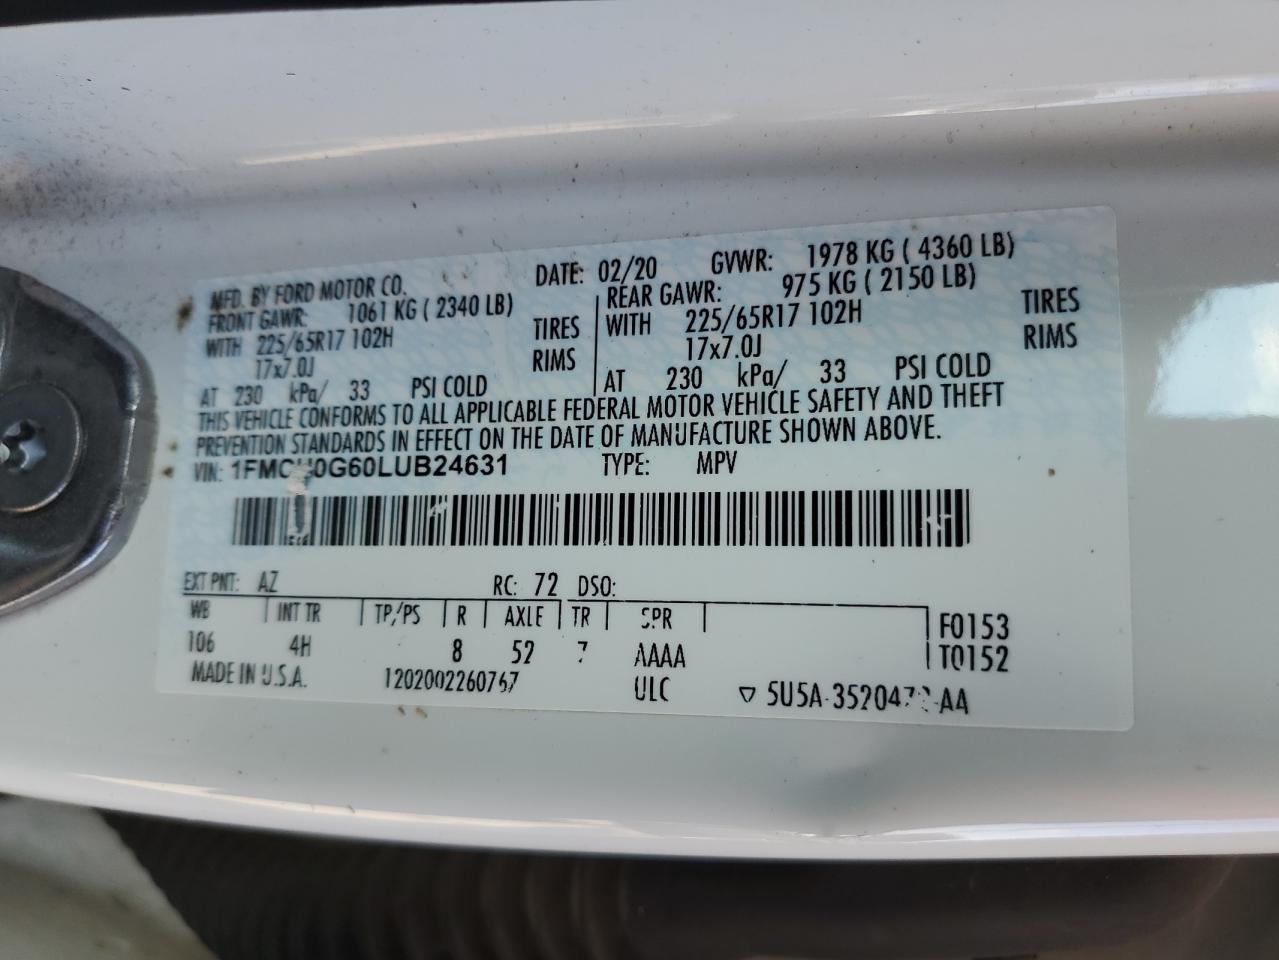 MFD. BY FORD MOTOR CO. DATE: 02/20 GVWR: 1978 KG ( 4360 LB)
FRONT GAWR: 1061 KG ( 2340 LB) REAR GAWR: 975 KG ( 2150 LB)
WITH 225/65R17 102H TIRES WITH 225/65R17 102H TIRES
17x7.0J RIMS 17x7.0J RIMS
AT 230 kPa/ 33 PSI COLD AT 230 kPa/ 33 PSI COLD
THIS VEHICLE CONFORMS TO ALL APPLICABLE FEDERAL MOTOR VEHICLE SAFETY AND THEFT
PREVENTION STANDARDS IN EFFECT ON THE DATE OF MANUFACTURE SHOWN ABOVE.
VIN: TYPE: MPV
EXT PNT: AZ RC: 72 DSO:
WB INT TR TP/PS R AXLE TR SPR F0153
106 4H 8 52 7 AAAA T0152
MADE IN U.S.A. 1202002260767 ULC